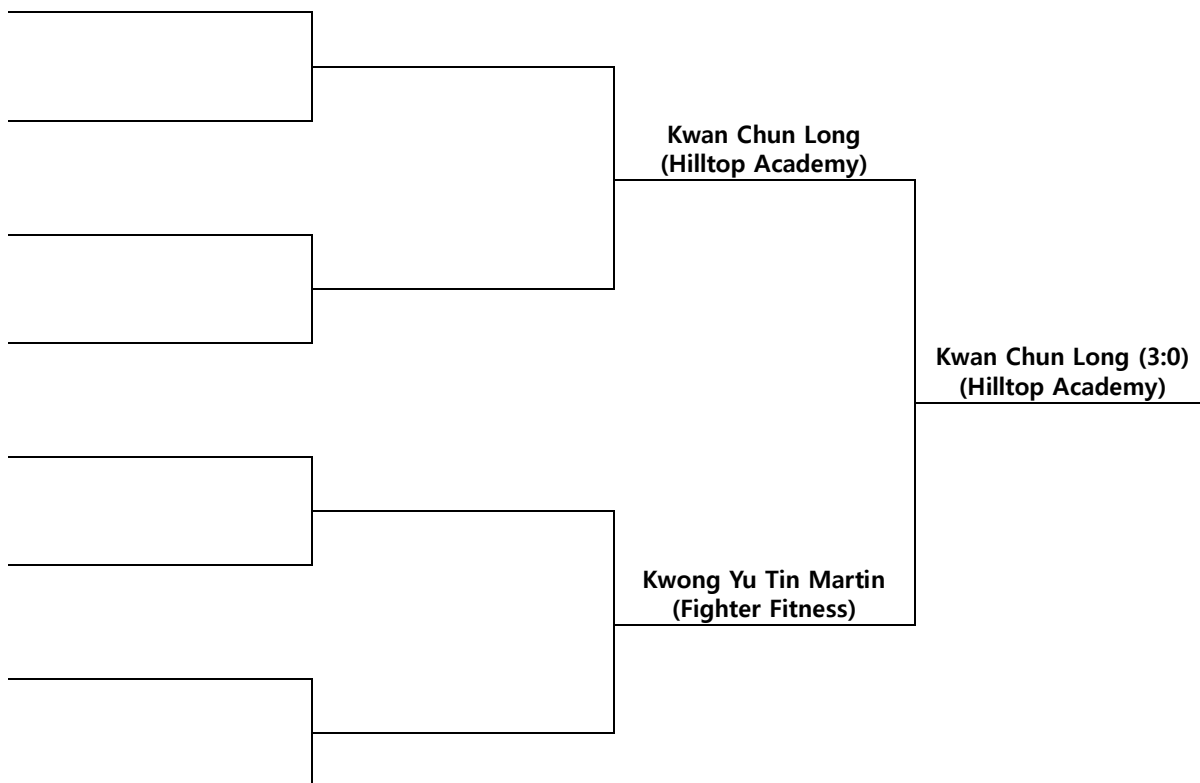 Kwan Chun Long
(Hilltop Academy)
Kwan Chun Long (3:0)
(Hilltop Academy)
Kwong Yu Tin Martin
(Fighter Fitness)